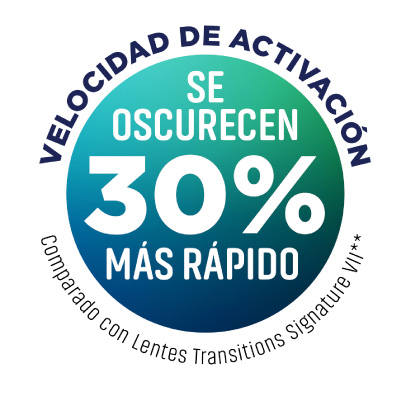 VELOCIDAD DE ACTIVACIÓN
SE
OSCURECEN
30%
MÁS RÁPIDO
Comparado con Lentes Transitions Signature VII**